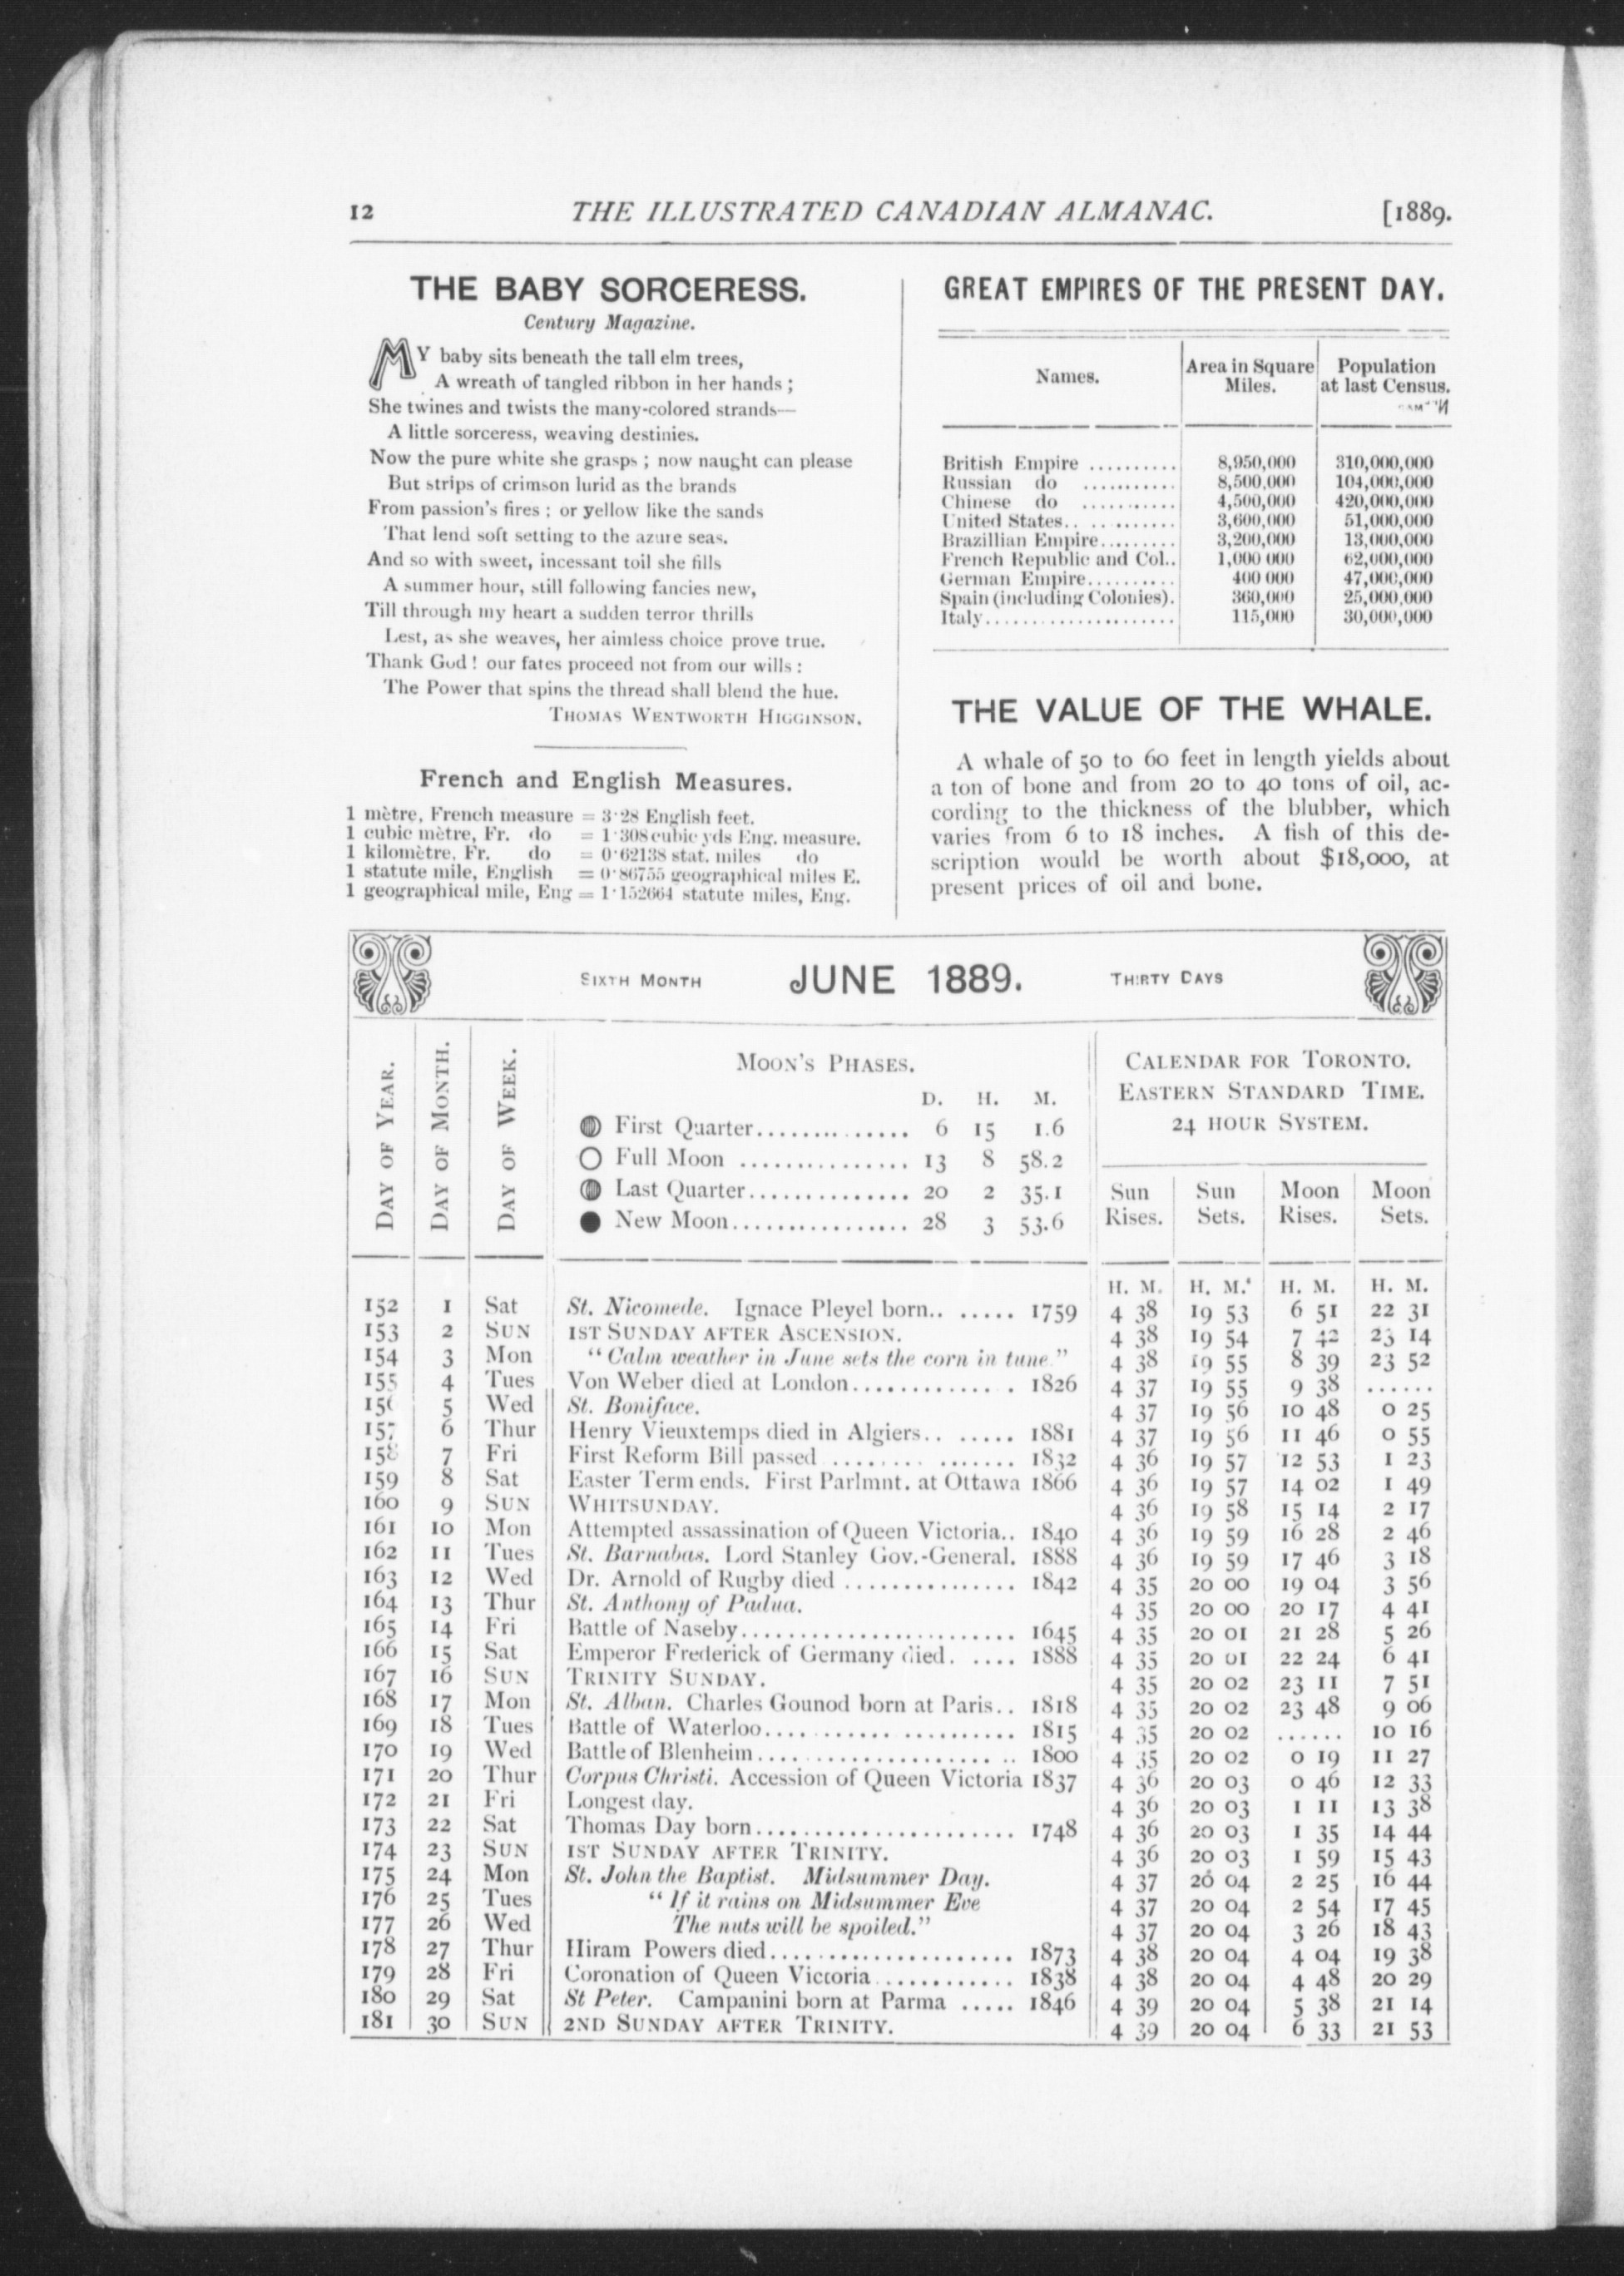 12 THE ILLUSTRATED CANADIAN ALMANAC. [1889.
THE BABY SORCERESS.
Century Magazine.
MY baby sits beneath the tall elm trees,
A wreath of tangled ribbon in her hands ;
She twines and twists the many-colored strands—
A little sorceress, weaving destinies.
Now the pure white she grasps ; now naught can please
But strips of crimson lurid as the brands
From passion's fires ; or yellow like the sands
That lend soft setting to the azure seas.
And so with sweet, incessant toil she fills
A summer hour, still following fancies new,
Till through my heart a sudden terror thrills
Lest, as she weaves, her aimless choice prove true.
Thank God ! our fates proceed not from our wills :
The Power that spins the thread shall blend the hue.
THOMAS WENTWORTH HIGGINSON.
French and English Measures.
1 mètre, French measure = 3·28 English feet.
1 cubic mètre, Fr. do = 1·308 cubic yds Eng. measure.
1 kilomètre, Fr. do = 0·62138 stat. miles do
1 statute mile, English = 0·86755 geographical miles E.
1 geographical mile, Eng = 1·152664 statute miles, Eng.
GREAT EMPIRES OF THE PRESENT DAY.
Names. Area in Square Miles. Population at last Census.
British Empire .......... 8,950,000 310,000,000
Russian do ........... 8,500,000 104,000,000
Chinese do ........... 4,500,000 420,000,000
United States.. .......... 3,600,000 51,000,000
Brazillian Empire......... 3,200,000 13,000,000
French Republic and Col.. 1,000 000 62,000,000
German Empire.......... 400 000 47,000,000
Spain (including Colonies). 360,000 25,000,000
Italy..................... 115,000 30,000,000
THE VALUE OF THE WHALE.
A whale of 50 to 60 feet in length yields about
a ton of bone and from 20 to 40 tons of oil, ac-
cording to the thickness of the blubber, which
varies from 6 to 18 inches. A fish of this de-
scription would be worth about $18,000, at
present prices of oil and bone.
SIXTH MONTH JUNE 1889. THIRTY DAYS
DAY OF YEAR.
DAY OF MONTH.
DAY OF WEEK.
MOON'S PHASES.
D. H. M.
First Quarter.............. 6 15 1.6
Full Moon ............... 13 8 58.2
Last Quarter............... 20 2 35.1
New Moon................ 28 3 53.6
CALENDAR FOR TORONTO.
EASTERN STANDARD TIME.
24 HOUR SYSTEM.
Sun Rises. Sun Sets. Moon Rises. Moon Sets.
H. M. H. M. H. M. H. M.
152 1 Sat St. Nicomede. Ignace Pleyel born.. ..... 1759 4 38 19 53 6 51 22 31
153 2 SUN 1ST SUNDAY AFTER ASCENSION. 4 38 19 54 7 42 23 14
154 3 Mon "Calm weather in June sets the corn in tune." 4 38 19 55 8 39 23 52
155 4 Tues Von Weber died at London............. 1826 4 37 19 55 9 38 ......
156 5 Wed St. Boniface. 4 37 19 56 10 48 0 25
157 6 Thur Henry Vieuxtemps died in Algiers.. ...... 1881 4 37 19 56 11 46 0 55
158 7 Fri First Reform Bill passed ......... ....... 1832 4 36 19 57 12 53 1 23
159 8 Sat Easter Term ends. First Parlmnt. at Ottawa 1866 4 36 19 57 14 02 1 49
160 9 SUN WHITSUNDAY. 4 36 19 58 15 14 2 17
161 10 Mon Attempted assassination of Queen Victoria.. 1840 4 36 19 59 16 28 2 46
162 11 Tues St. Barnabas. Lord Stanley Gov.-General. 1888 4 36 19 59 17 46 3 18
163 12 Wed Dr. Arnold of Rugby died ............... 1842 4 35 20 00 19 04 3 56
164 13 Thur St. Anthony of Padua. 4 35 20 00 20 17 4 41
165 14 Fri Battle of Naseby........................ 1645 4 35 20 01 21 28 5 26
166 15 Sat Emperor Frederick of Germany died. .... 1888 4 35 20 01 22 24 6 41
167 16 SUN TRINITY SUNDAY. 4 35 20 02 23 11 7 51
168 17 Mon St. Alban. Charles Gounod born at Paris.. 1818 4 35 20 02 23 48 9 06
169 18 Tues Battle of Waterloo...................... 1815 4 35 20 02 ...... 10 16
170 19 Wed Battle of Blenheim...................... 1800 4 35 20 02 0 19 11 27
171 20 Thur Corpus Christi. Accession of Queen Victoria 1837 4 36 20 03 0 46 12 33
172 21 Fri Longest day. 4 36 20 03 1 11 13 38
173 22 Sat Thomas Day born....................... 1748 4 36 20 03 1 35 14 44
174 23 SUN 1ST SUNDAY AFTER TRINITY. 4 36 20 03 1 59 15 43
175 24 Mon St. John the Baptist. Midsummer Day. 4 37 20 04 2 25 16 44
176 25 Tues "If it rains on Midsummer Eve 4 37 20 04 2 54 17 45
177 26 Wed The nuts will be spoiled." 4 37 20 04 3 26 18 43
178 27 Thur Hiram Powers died...................... 1873 4 38 20 04 4 04 19 38
179 28 Fri Coronation of Queen Victoria............. 1838 4 38 20 04 4 48 20 29
180 29 Sat St Peter. Campanini born at Parma ..... 1846 4 39 20 04 5 38 21 14
181 30 SUN 2ND SUNDAY AFTER TRINITY. 4 39 20 04 6 33 21 53